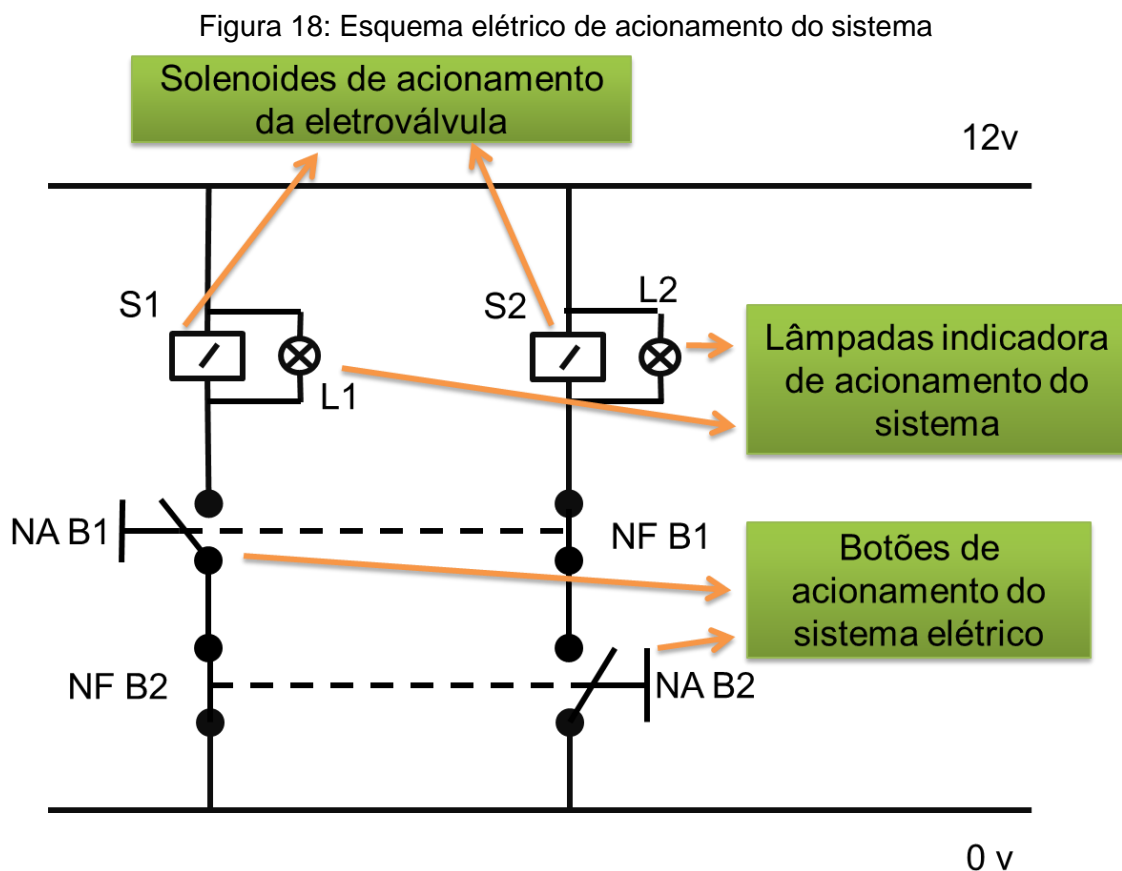 Figura 18: Esquema elétrico de acionamento do sistema
Solenoides de acionamento
da eletroválvula
12v
S1
S2
L2
L1
Lâmpadas indicadora
de acionamento do
sistema
NA B1
NF B1
Botões de
acionamento do
sistema elétrico
NF B2
NA B2
0 v